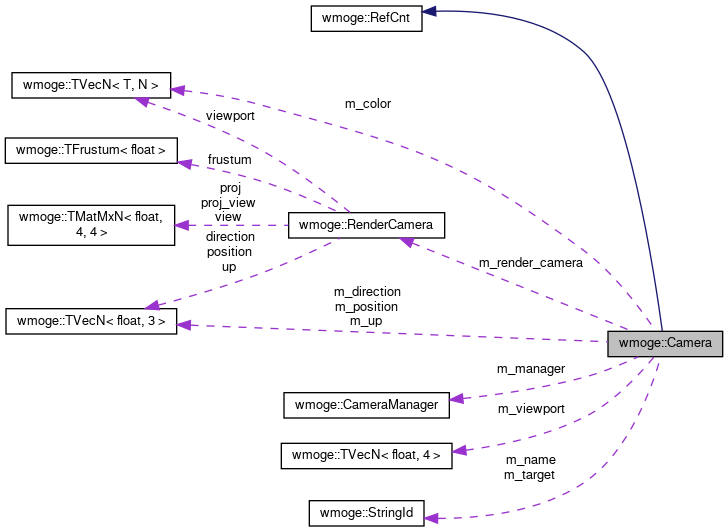 wmoge::RefCnt
wmoge::TVecN< T, N >
m_color
viewport
wmoge::TFrustum< float >
frustum
proj
proj_view
view
wmoge::TMatMxN< float,
4, 4 >
wmoge::RenderCamera
direction
position
up
m_render_camera
m_direction
m_position
m_up
wmoge::TVecN< float, 3 >
wmoge::Camera
m_manager
wmoge::CameraManager
m_viewport
wmoge::TVecN< float, 4 >
m_name
m_target
wmoge::StringId